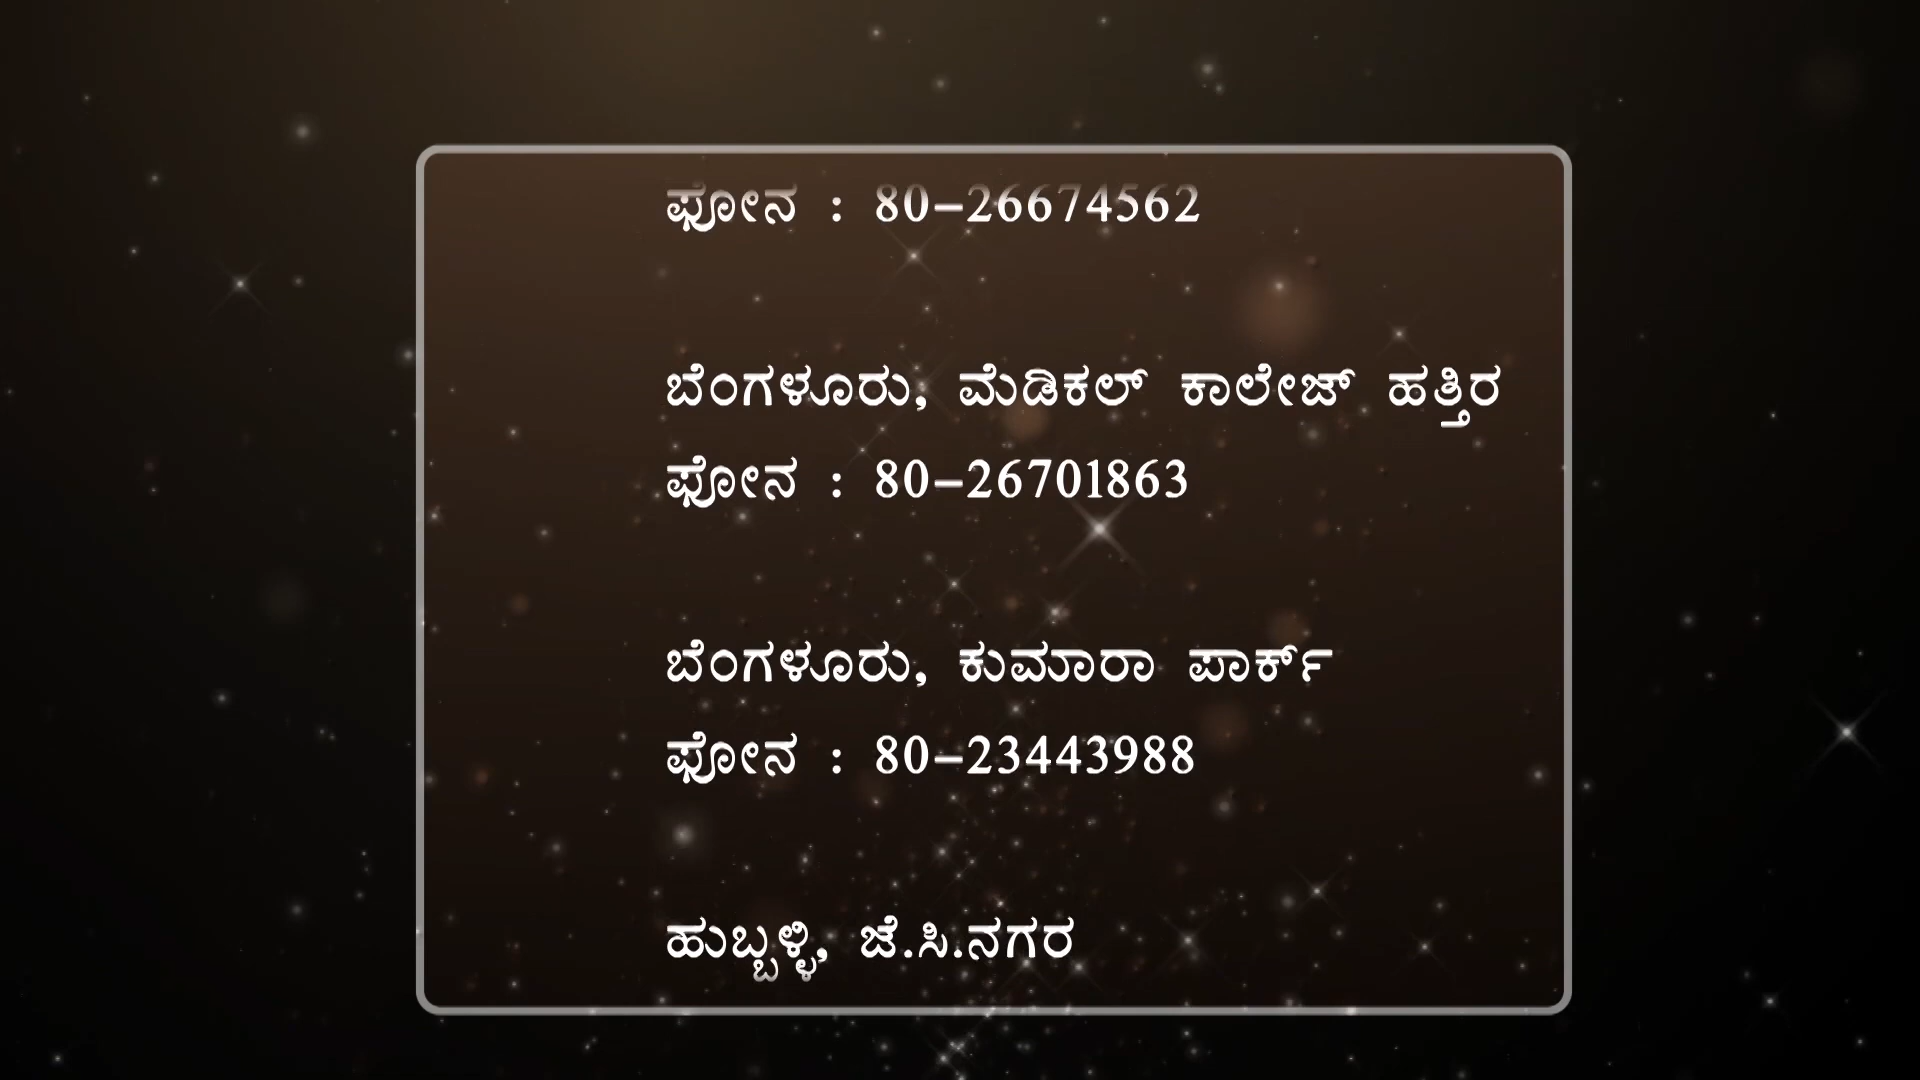 ಫೋನ : 80-26674562
ಬೆಂಗಳೂರು, ಮೆಡಿಕಲ್ ಕಾಲೇಜ್ ಹತ್ತಿರ
ಫೋನ : 80-26701863
ಬೆಂಗಳೂರು, ಕುಮಾರಾ ಪಾರ್ಕ್
ಫೋನ : 80-23443988
ಹುಬ್ಬಳ್ಳಿ, ಜೆ.ಸಿ.ನಗರ